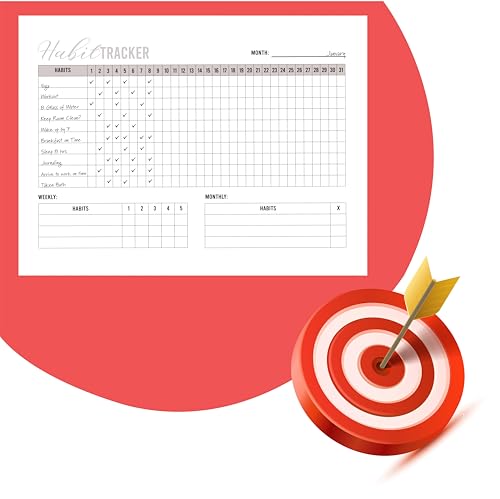 Habit TRACKER
MONTH: January
HABITS 1 2 3 4 5 6 7 8 9 10 11 12 13 14 15 16 17 18 19 20 21 22 23 24 25 26 27 28 29 30 31
Yoga
Workout
8 Glass of Water
Keep Room Clean?
Wake up by 7
Breakfast on Time
Sleep 8 hrs
Journaling
Arrive to work on time
Taken Bath
WEEKLY:
HABITS 1 2 3 4 5
MONTHLY:
HABITS X